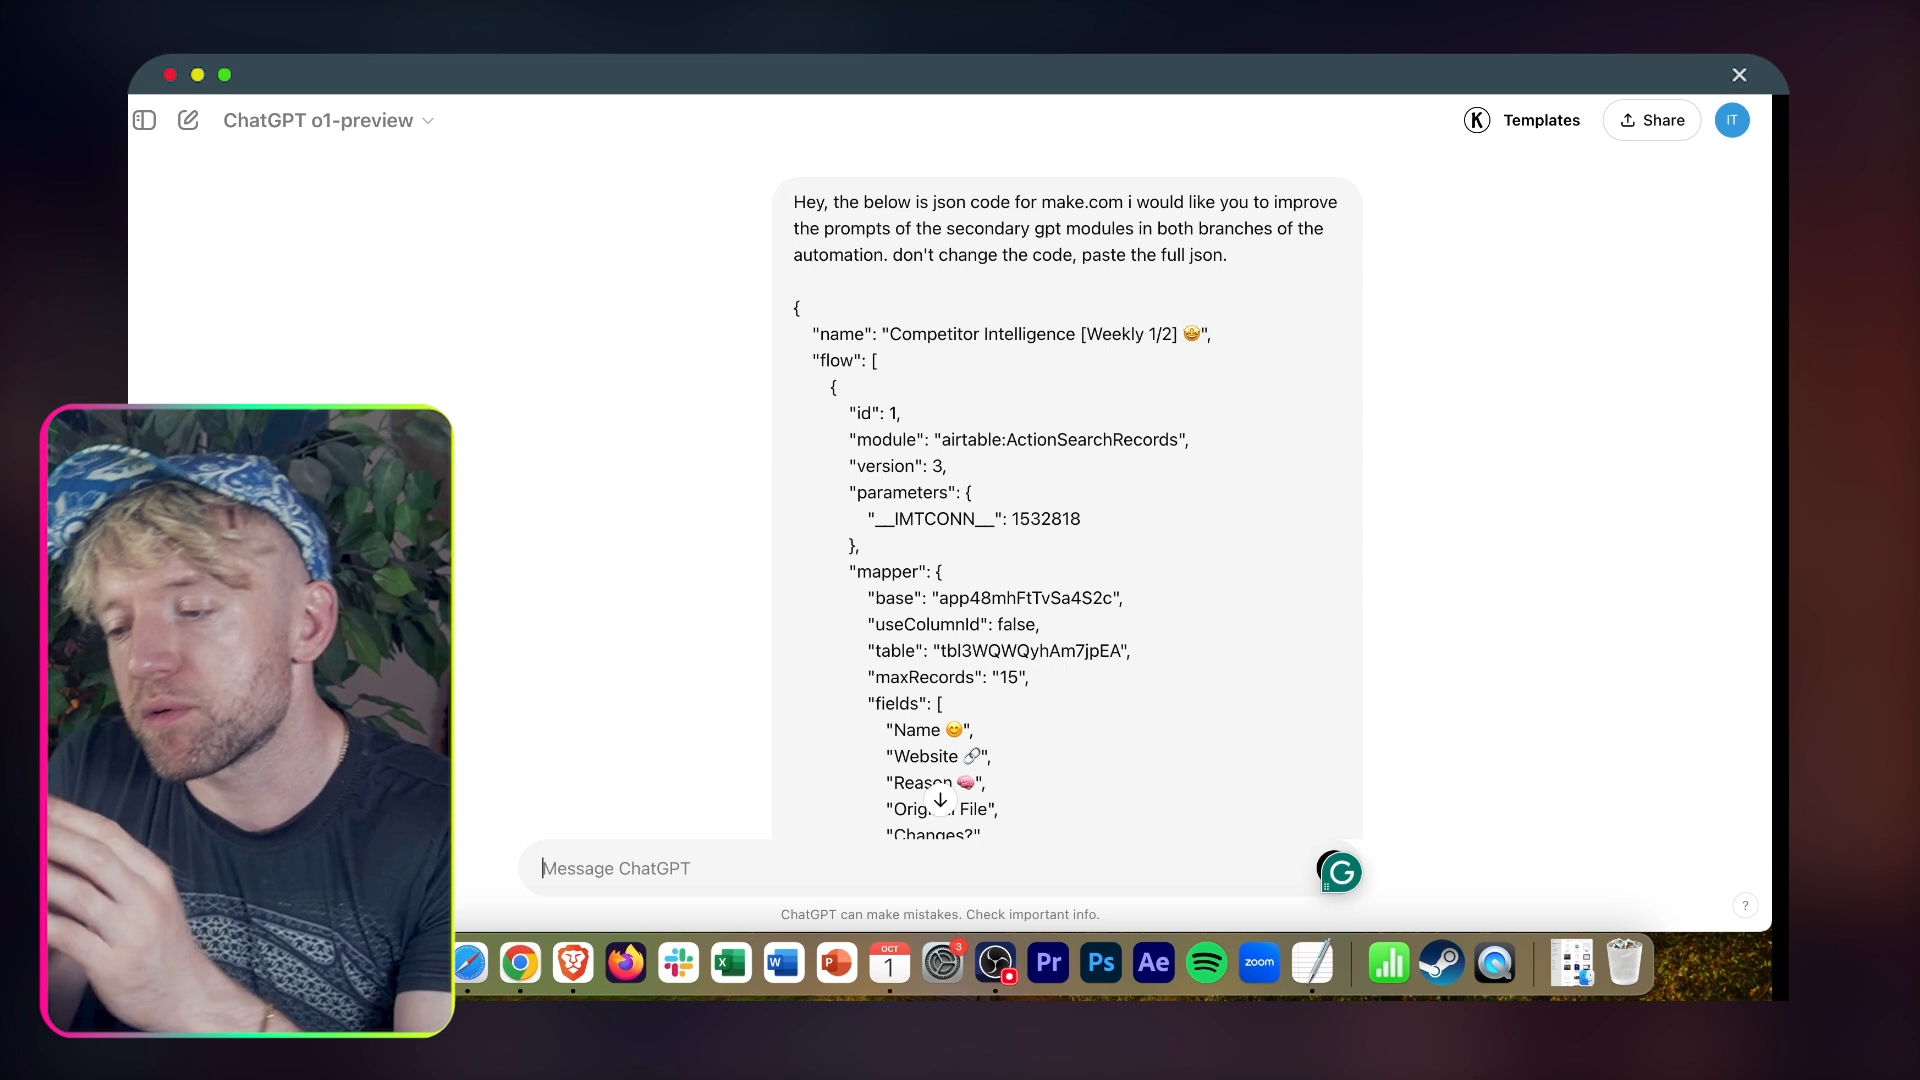 ChatGPT o1-preview
K Templates
Share
IT
Hey, the below is json code for make.com i would like you to improve
the prompts of the secondary gpt modules in both branches of the
automation. don't change the code, paste the full json.
{
"name": "Competitor Intelligence [Weekly 1/2] 🤩",
"flow": [
{
"id": 1,
"module": "airtable:ActionSearchRecords",
"version": 3,
"parameters": {
"__IMTCONN__": 1532818
},
"mapper": {
"base": "app48mhFtTvSa4S2c",
"useColumnId": false,
"table": "tbl3WQWQyhAm7jpEA",
"maxRecords": "15",
"fields": [
"Name 😊",
"Website 🔗",
"Reason 🧠",
"Original File",
"Changes?"
Message ChatGPT
G
ChatGPT can make mistakes. Check important info.
?
X
W
P
OCT
1
3
Pr
Ps
Ae
zoom